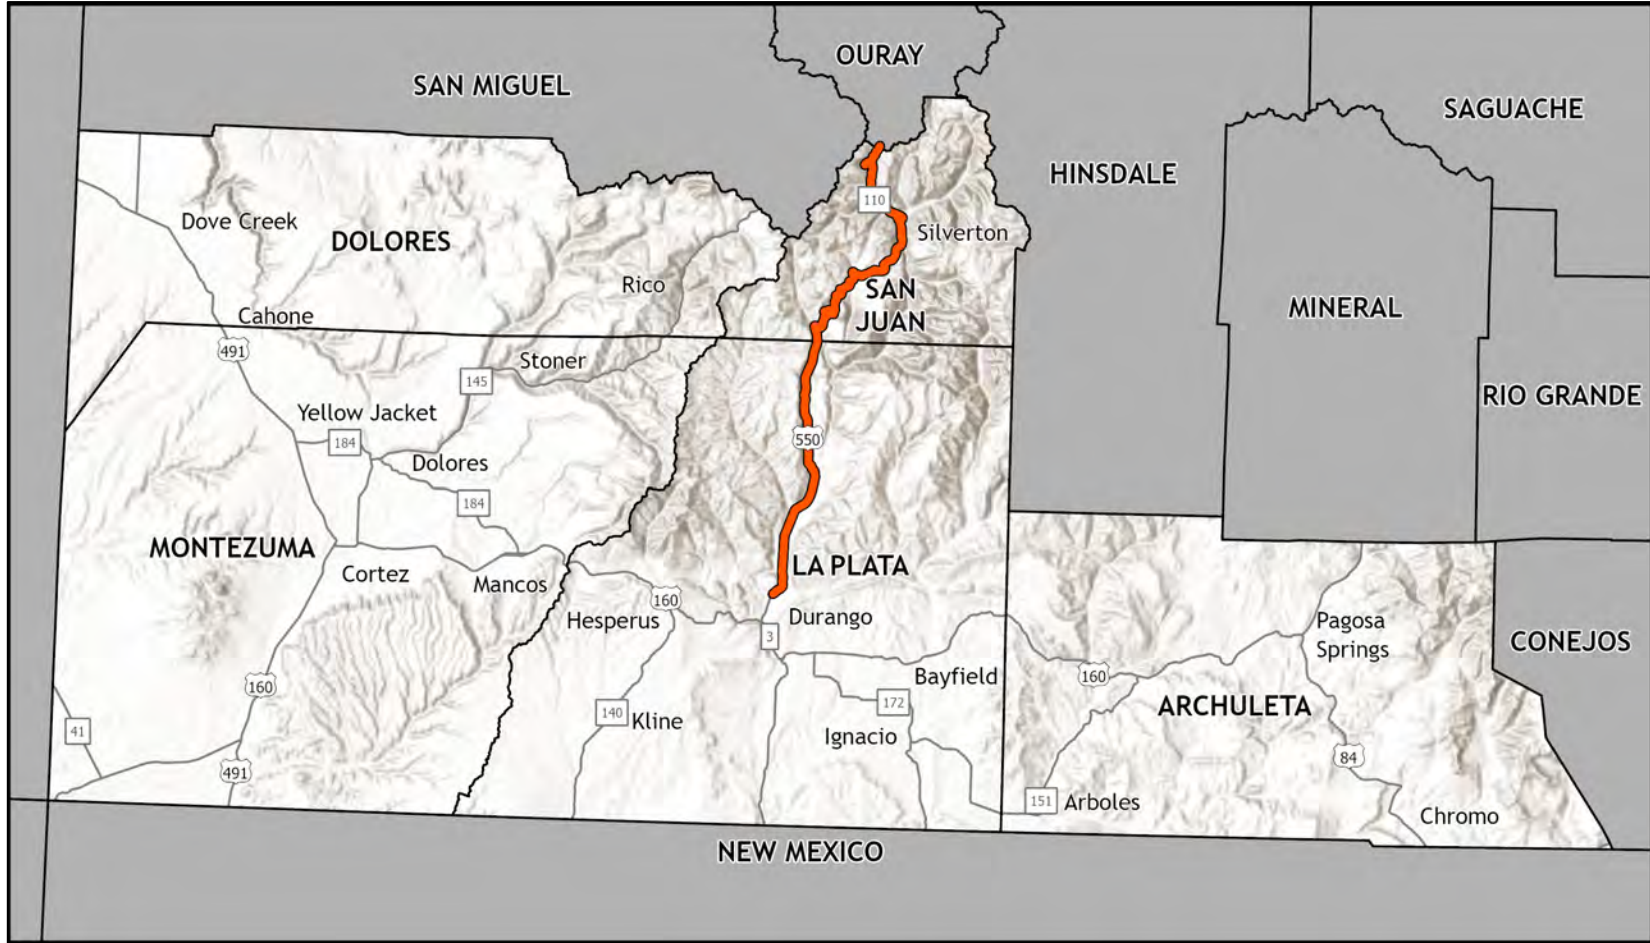 OURAY
SAN MIGUEL
SAGUACHE
HINSDALE
110
Dove Creek
DOLORES
Silverton
Rico
SAN
JUAN
MINERAL
Cahone
491
Stoner
145
RIO GRANDE
Yellow Jacket
184
550
Dolores
184
MONTEZUMA
LA PLATA
Cortez
Mancos
160
Hesperus
Durango
3
Pagosa
Springs
CONEJOS
160
Bayfield
160
172
ARCHULETA
140
Kline
41
Ignacio
84
491
151
Arboles
Chromo
NEW MEXICO